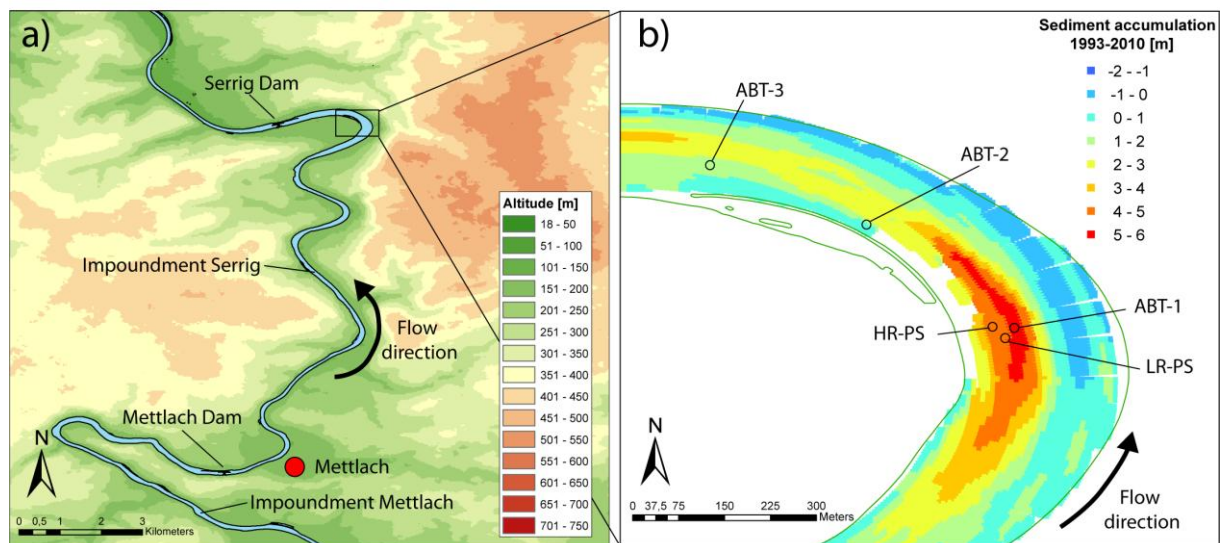 a)
Serrig Dam
Impoundment Serrig
Flow
direction
Mettlach Dam
Mettlach
Impoundment Mettlach
N
0 0,5 1 2 3
Kilometers
Altitude [m]
18 - 50
51 - 100
101 - 150
151 - 200
201 - 250
251 - 300
301 - 350
351 - 400
401 - 450
451 - 500
501 - 550
551 - 600
601 - 650
651 - 700
701 - 750
b)
Sediment accumulation
1993-2010 [m]
-2 - -1
-1 - 0
0 - 1
1 - 2
2 - 3
3 - 4
4 - 5
5 - 6
ABT-3
ABT-2
ABT-1
HR-PS
LR-PS
N
0 37,5 75 150 225 300
Meters
Flow
direction